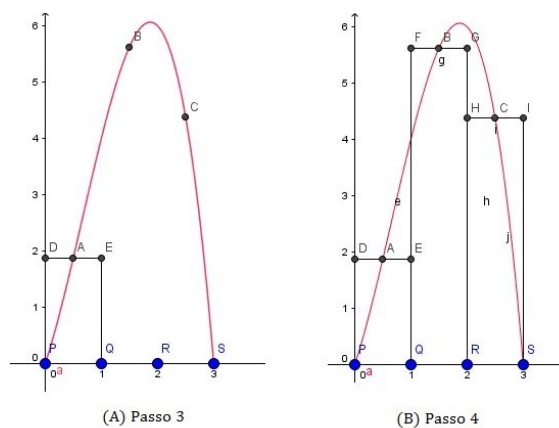 6
B
5
C
4
3
D A E
2
1
P Q R S
0
0 a 1 2 3
(A) Passo 3
6
F B G
g
5
H C I
i
4
3
e h
j
D A E
2
1
P Q R S
0
0 a 1 2 3
(B) Passo 4